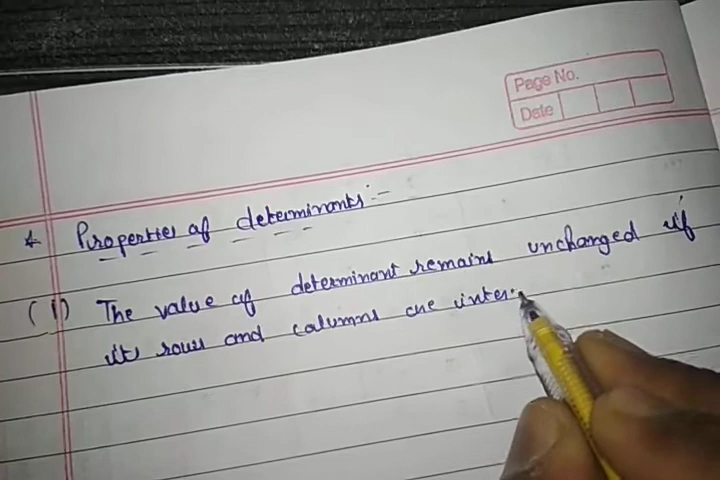 Page No.
Date
* Properties of determinants :-
(1) The value of determinant remains unchanged if
its rows and columns are inter